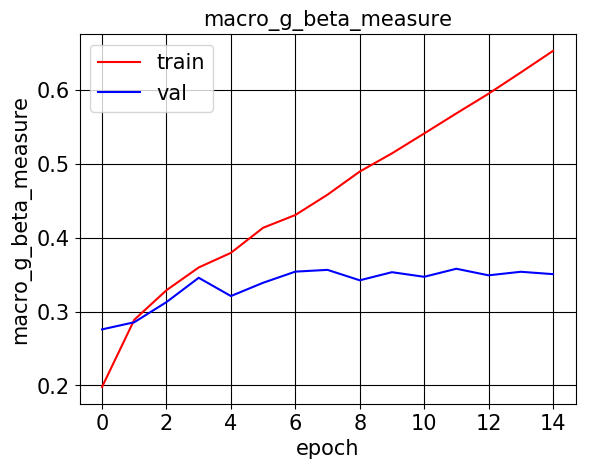 macro_g_beta_measure
train
val
macro_g_beta_measure
0.6
0.5
0.4
0.3
0.2
0 2 4 6 8 10 12 14
epoch